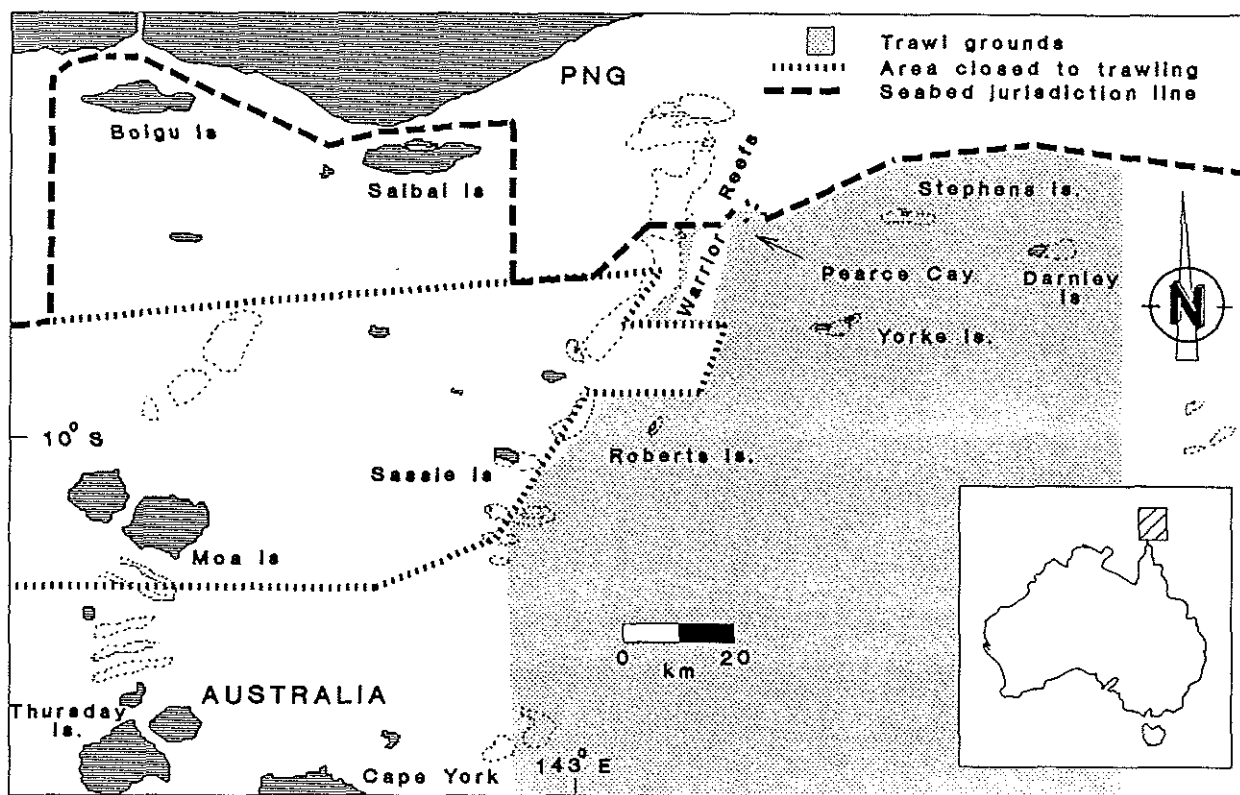 Trawl grounds
PNG
Area closed to trawling
Seabed jurisdiction line
Boigu Is
Saibai Is
Warrior Reefs
Stephens Is.
Pearce Cay
Darnley
Is
Yorke Is.
N
10° S
Roberts Is.
Sassie Is
Moa Is
0 20
km
AUSTRALIA
Thursday
Is.
Cape York
143° E